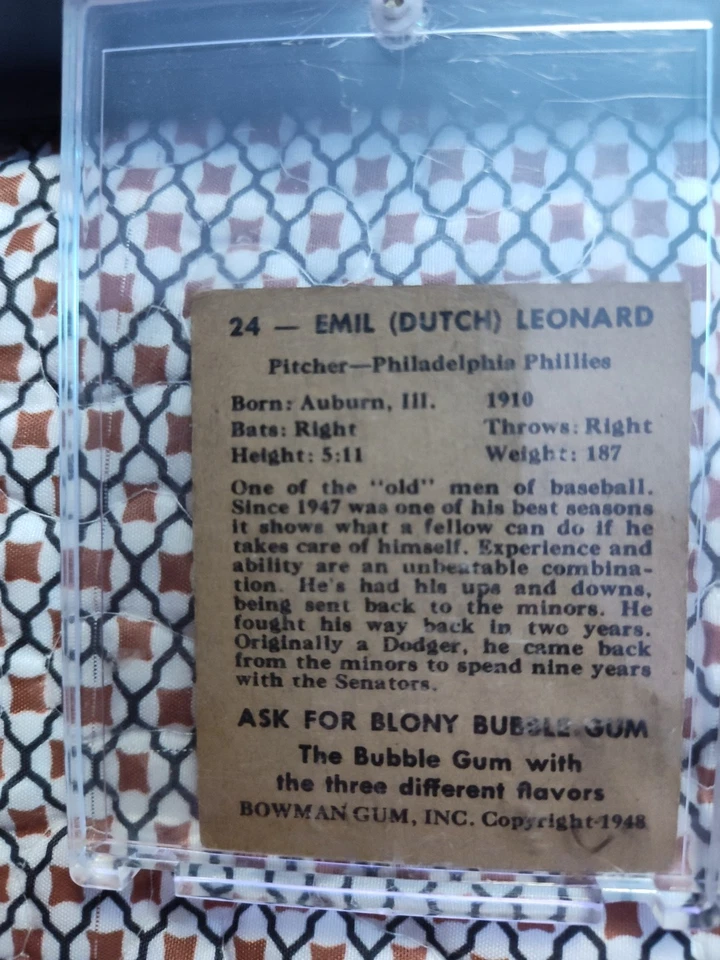 24 — EMIL (DUTCH) LEONARD
Pitcher—Philadelphia Phillies
Born: Auburn, Ill. 1910
Bats: Right Throws: Right
Height: 5:11 Weight: 187
One of the "old" men of baseball.
Since 1947 was one of his best seasons
it shows what a fellow can do if he
takes care of himself. Experience and
ability are an unbeatable combina-
tion. He's had his ups and downs,
being sent back to the minors. He
fought his way back in two years.
Originally a Dodger, he came back
from the minors to spend nine years
with the Senators.
ASK FOR BLONY BUBBLE GUM
The Bubble Gum with
the three different flavors
BOWMAN GUM, INC. Copyright 1948